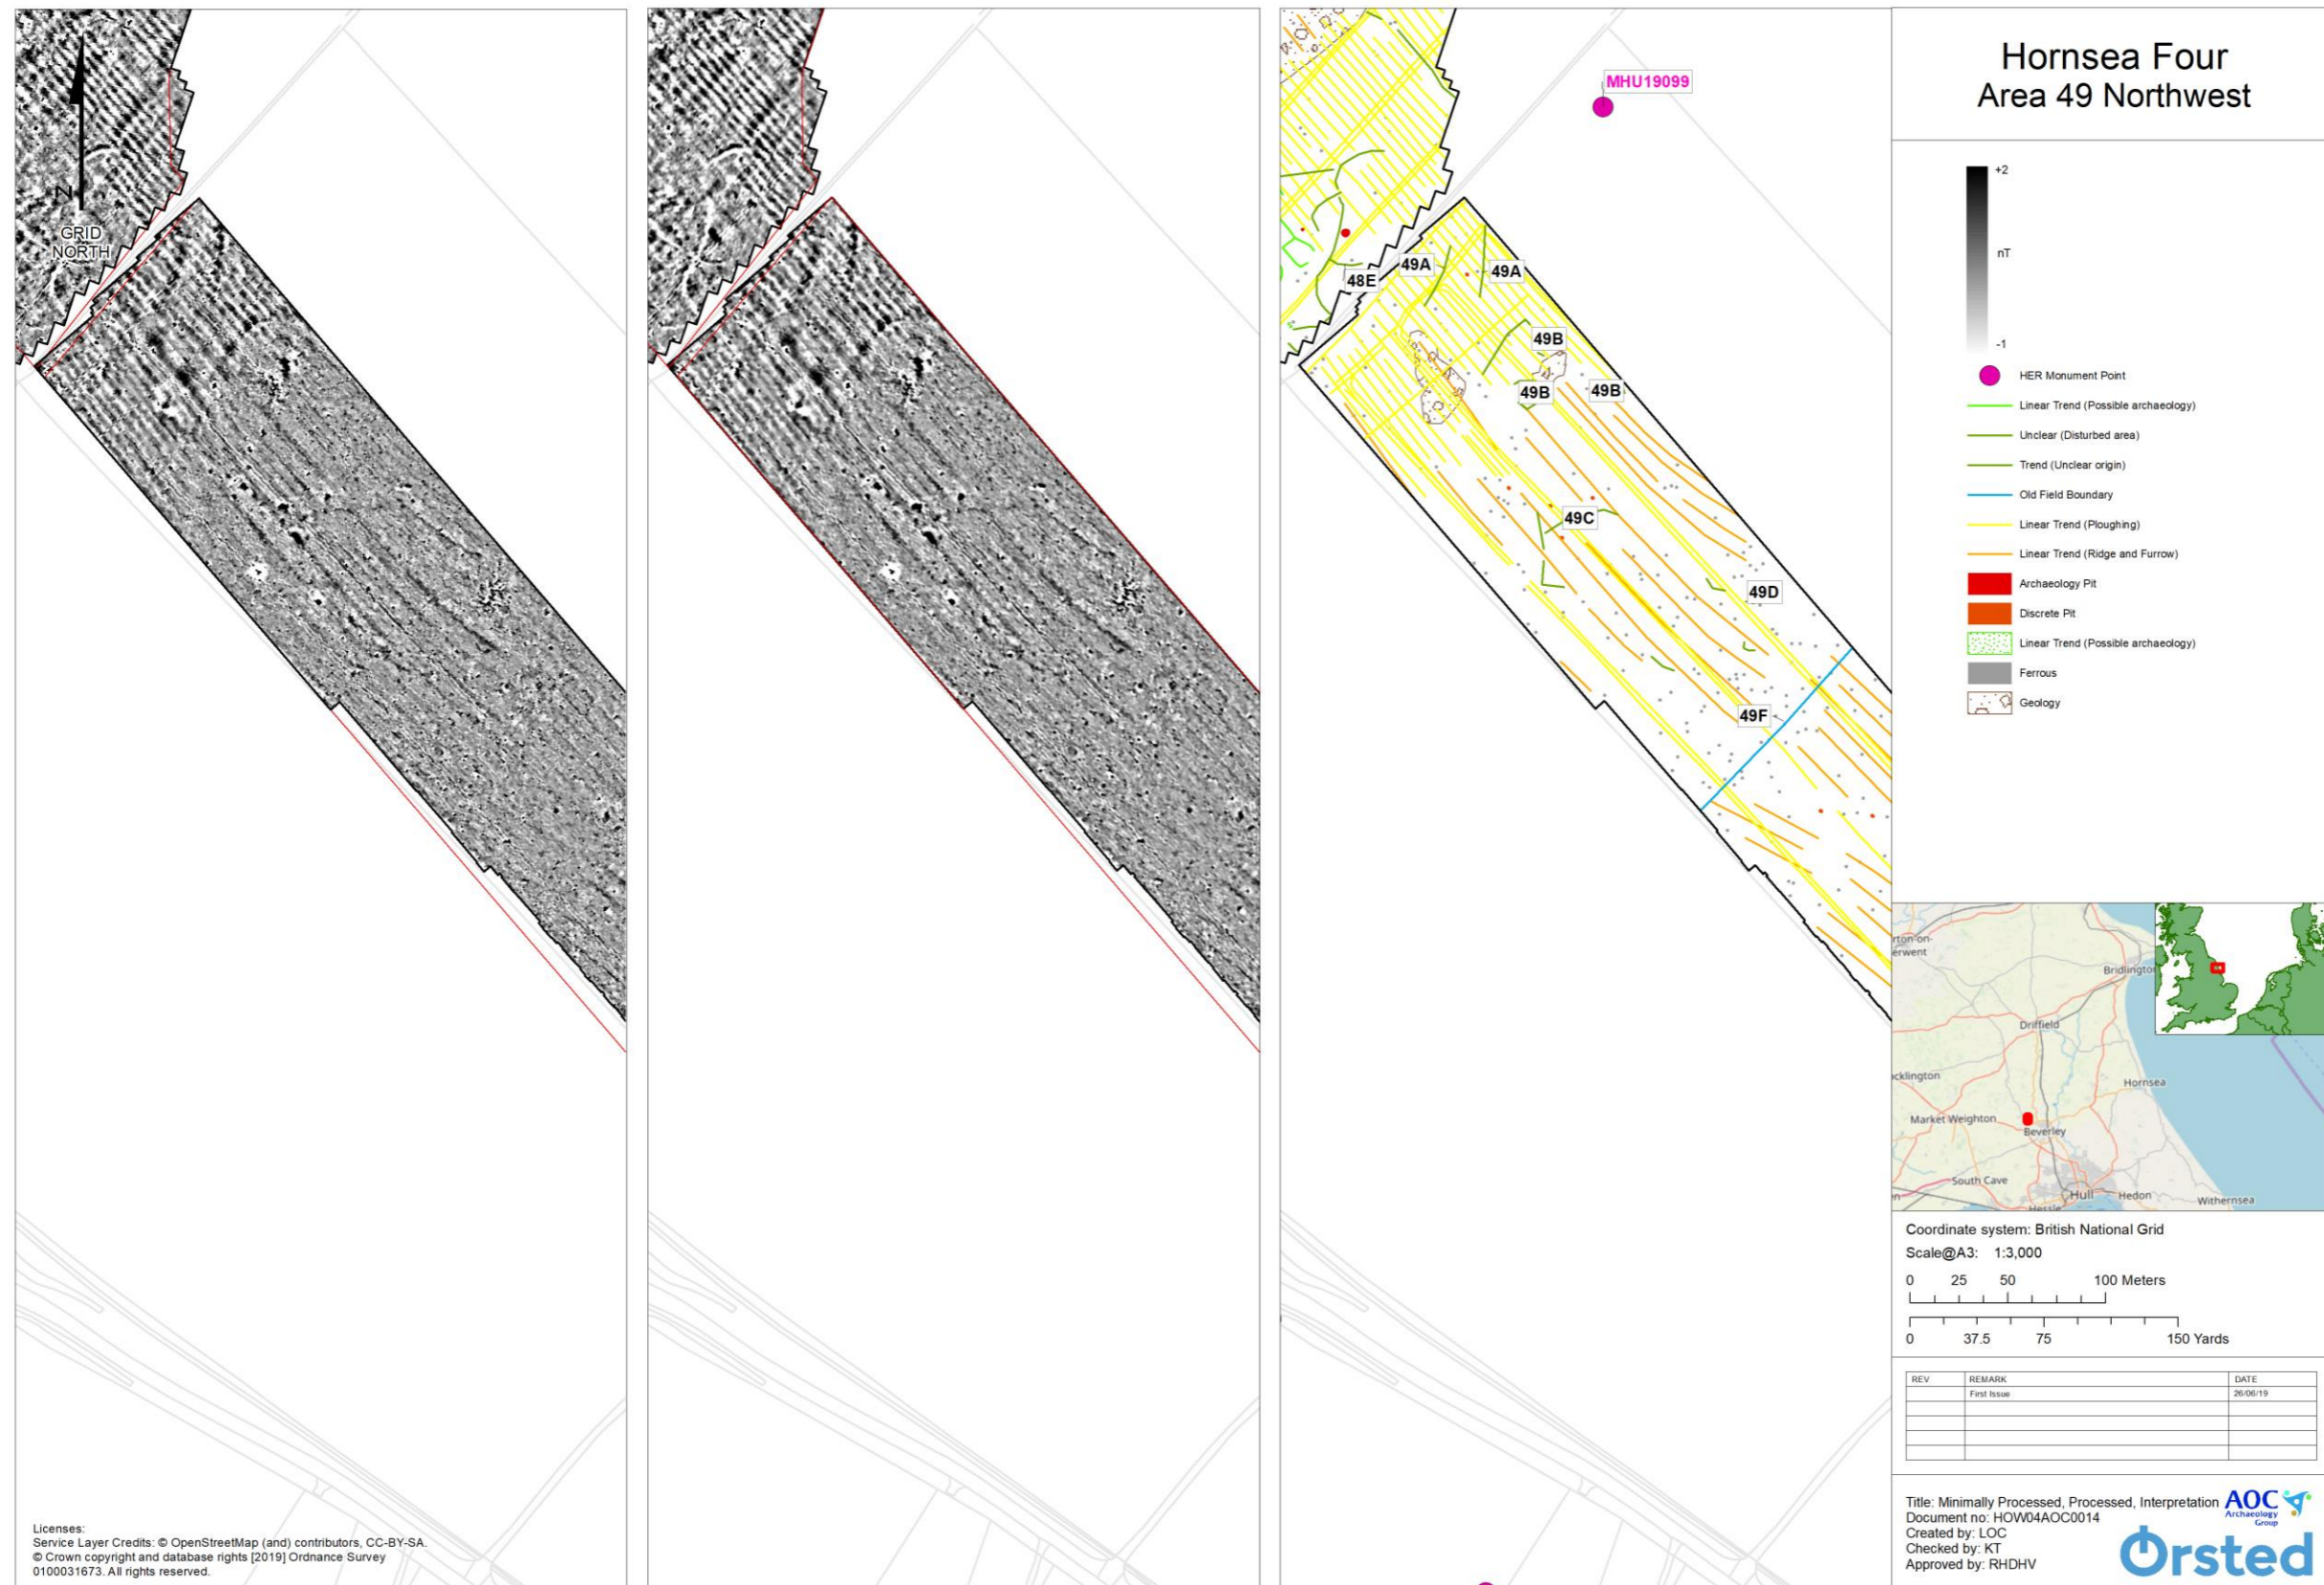 N
GRID
NORTH
Licenses:
Service Layer Credits: © OpenStreetMap (and) contributors, CC-BY-SA.
© Crown copyright and database rights [2019] Ordnance Survey
0100031673. All rights reserved.
MHU19099
49A
49A
48E
49B
49B
49B
49C
49D
49F
Hornsea Four
Area 49 Northwest
+2
nT
-1
HER Monument Point
Linear Trend (Possible archaeology)
Unclear (Disturbed area)
Trend (Unclear origin)
Old Field Boundary
Linear Trend (Ploughing)
Linear Trend (Ridge and Furrow)
Archaeology Pit
Discrete Pit
Linear Trend (Possible archaeology)
Ferrous
Geology
rton-on-
erwent
Bridlington
Driffield
ocklington
Hornsea
Market Weighton
Beverley
South Cave
Hull
Hedon
Withernsea
Hessle
Coordinate system: British National Grid
Scale@A3: 1:3,000
0 25 50 100 Meters
0 37.5 75 150 Yards
REV REMARK DATE
First Issue 26/06/19
Title: Minimally Processed, Processed, Interpretation
Document no: HOW04AOC0014
Created by: LOC
Checked by: KT
Approved by: RHDHV
AOC
Archaeology
Group
Orsted